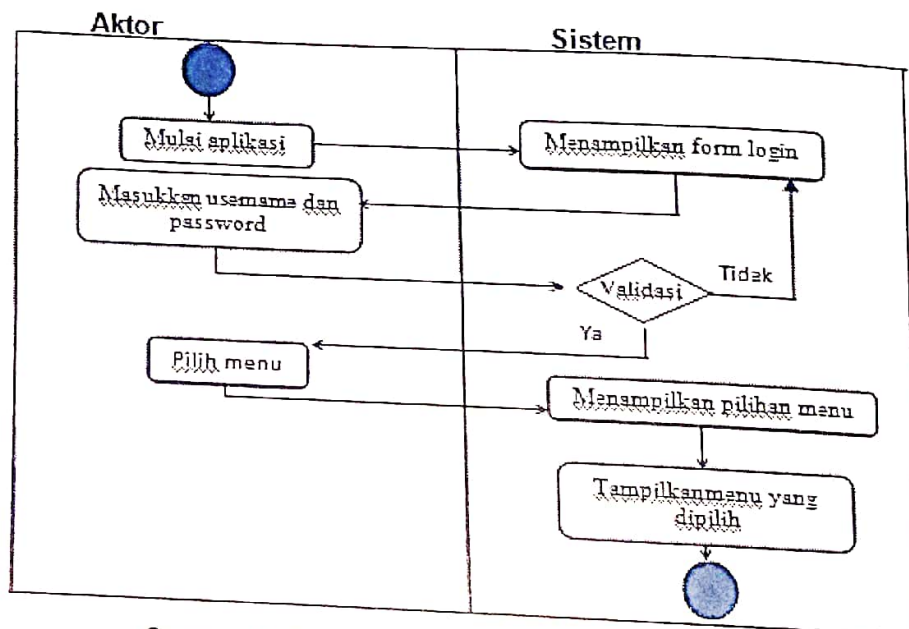 Aktor
Sistem
Mulai aplikasi
Menampilkan form login
Masukkan username dan
password
Validasi
Tidak
Ya
Pilih menu
Menampilkan pilihan menu
Tampilkanmenu yang
dipilih